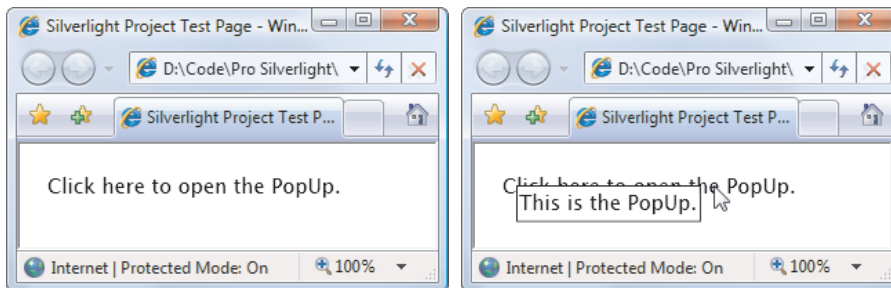 Silverlight Project Test Page - Win...
D:\Code\Pro Silverlight\
Silverlight Project Test P...
Click here to open the PopUp.
Internet | Protected Mode: On 100%
Silverlight Project Test Page - Win...
D:\Code\Pro Silverlight\
Silverlight Project Test P...
Click here to open the PopUp.
This is the PopUp.
Internet | Protected Mode: On 100%